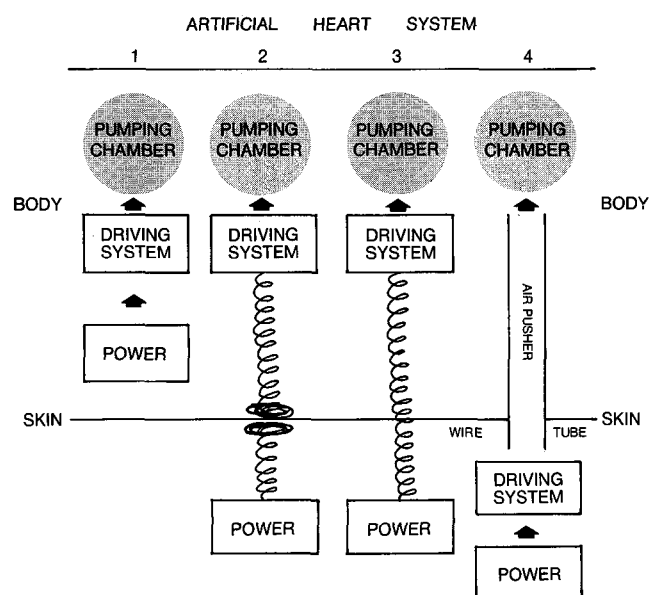 ARTIFICIAL HEART SYSTEM
1 2 3 4
PUMPING
CHAMBER
PUMPING
CHAMBER
PUMPING
CHAMBER
PUMPING
CHAMBER
BODY
BODY
DRIVING
SYSTEM
DRIVING
SYSTEM
DRIVING
SYSTEM
AIR PUSHER
POWER
SKIN
WIRE
TUBE
SKIN
DRIVING
SYSTEM
POWER
POWER
POWER